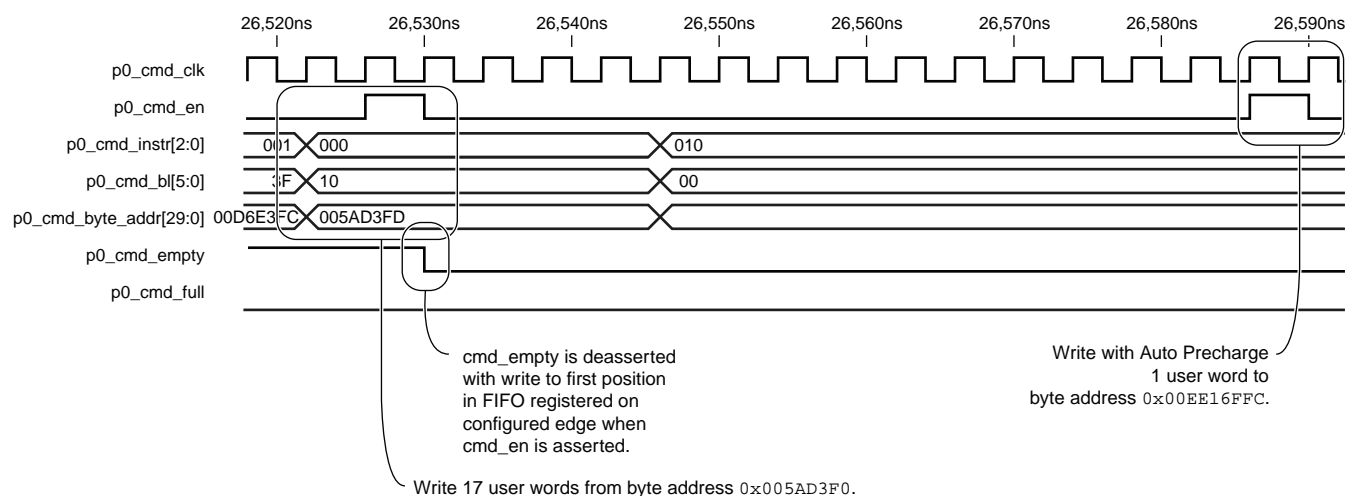 26,520ns 26,530ns 26,540ns 26,550ns 26,560ns 26,570ns 26,580ns 26,590ns
p0_cmd_clk
p0_cmd_en
p0_cmd_instr[2:0] 001 000 010
p0_cmd_bl[5:0] 3F 10 00
p0_cmd_byte_addr[29:0] 00D6E3FC 005AD3FD
p0_cmd_empty
p0_cmd_full
cmd_empty is deasserted
with write to first position
in FIFO registered on
configured edge when
cmd_en is asserted.
Write with Auto Precharge
1 user word to
byte address 0x00EE16FFC.
Write 17 user words from byte address 0x005AD3F0.